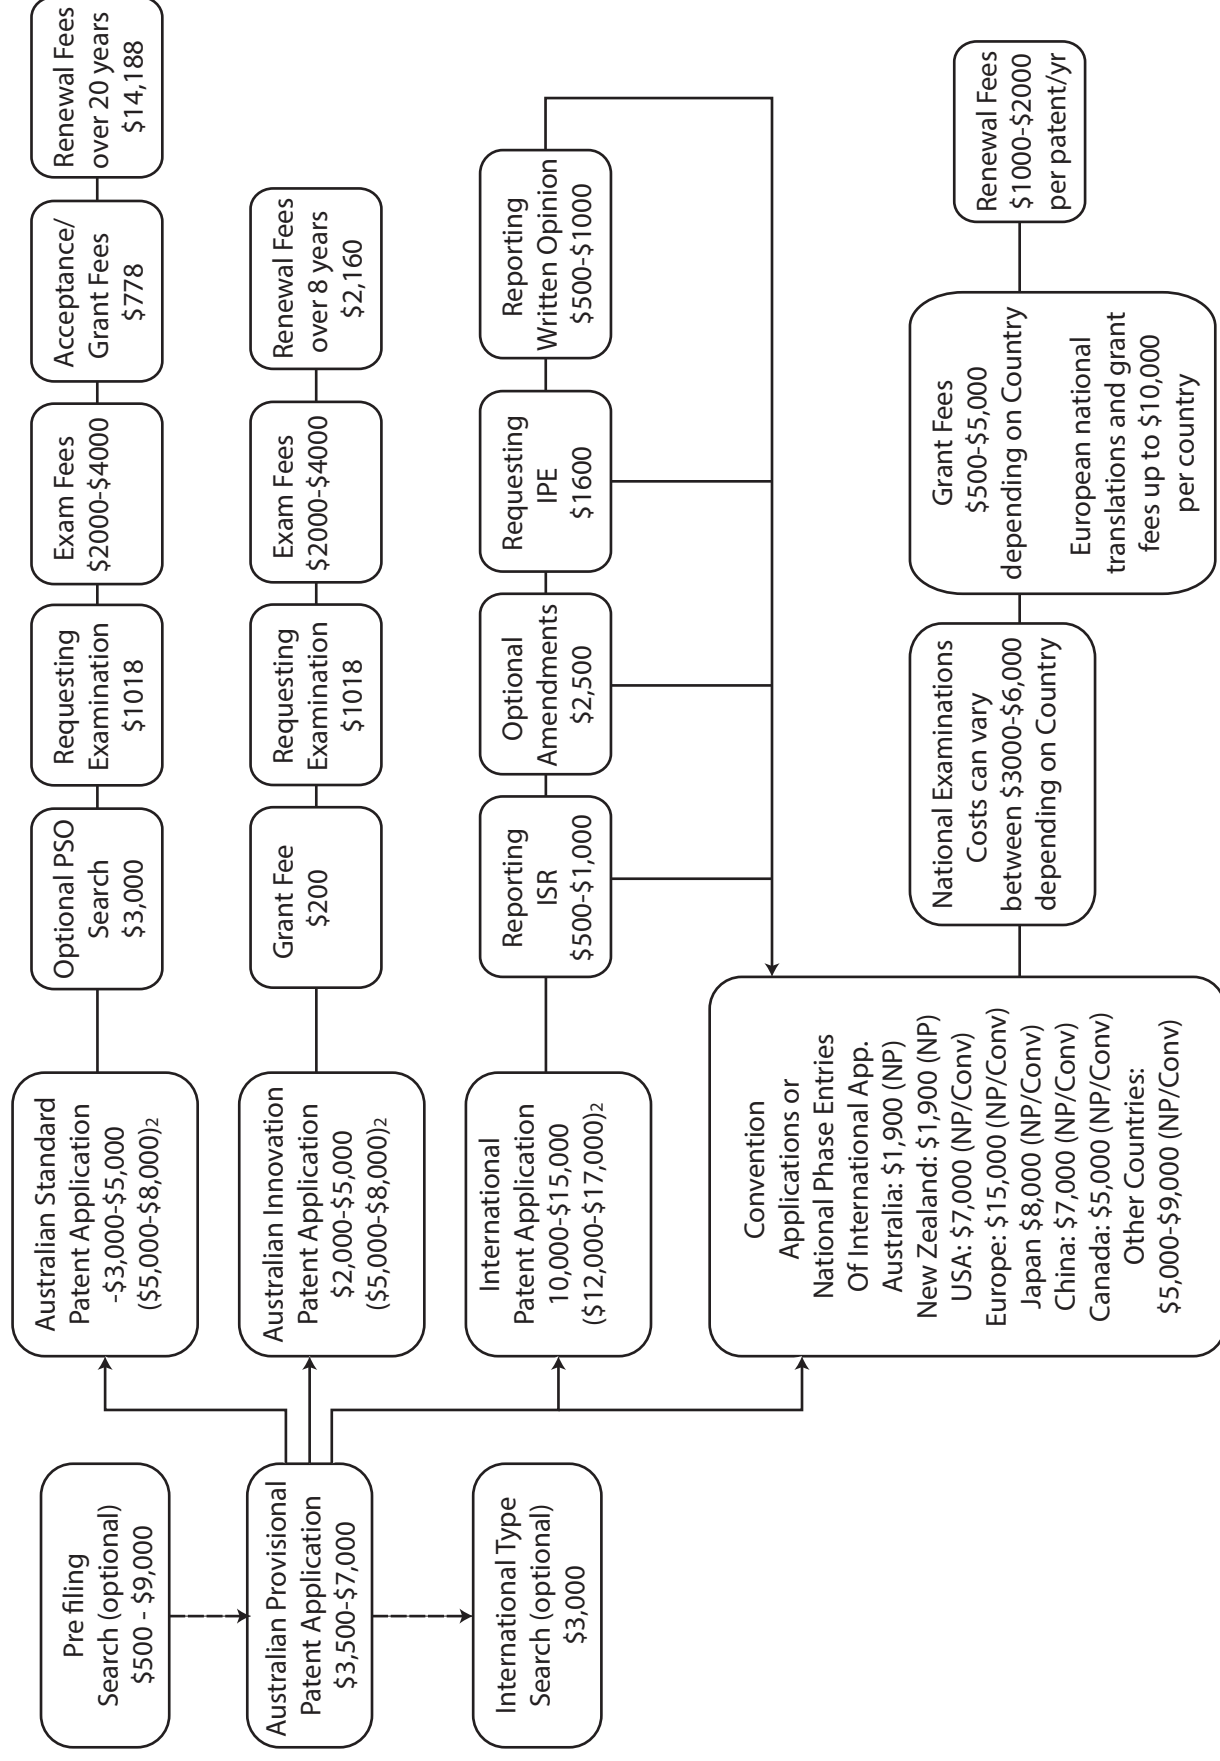 Pre filing
Search (optional)
$500 - $9,000
Australian Provisional
Patent Application
$3,500-$7,000
International Type
Search (optional)
$3,000
Australian Standard
Patent Application
-$3,000-$5,000
($5,000-$8,000)2
Optional PSO
Search
$3,000
Requesting
Examination
$1018
Exam Fees
$2000-$4000
Acceptance/
Grant Fees
$778
Renewal Fees
over 20 years
$14,188
Australian Innovation
Patent Application
$2,000-$5,000
($5,000-$8,000)2
Grant Fee
$200
Requesting
Examination
$1018
Exam Fees
$2000-$4000
Renewal Fees
over 8 years
$2,160
International
Patent Application
10,000-$15,000
($12,000-$17,000)2
Reporting
ISR
$500-$1,000
Optional
Amendments
$2,500
Requesting
IPE
$1600
Reporting
Written Opinion
$500-$1000
Convention
Applications or
National Phase Entries
Of International App.
Australia: $1,900 (NP)
New Zealand: $1,900 (NP)
USA: $7,000 (NP/Conv)
Europe: $15,000 (NP/Conv)
Japan $8,000 (NP/Conv)
China: $7,000 (NP/Conv)
Canada: $5,000 (NP/Conv)
Other Countries:
$5,000-$9,000 (NP/Conv)
National Examinations
Costs can vary
between $3000-$6,000
depending on Country
Grant Fees
$500-$5,000
depending on Country
European national
translations and grant
fees up to $10,000
per country
Renewal Fees
$1000-$2000
per patent/yr